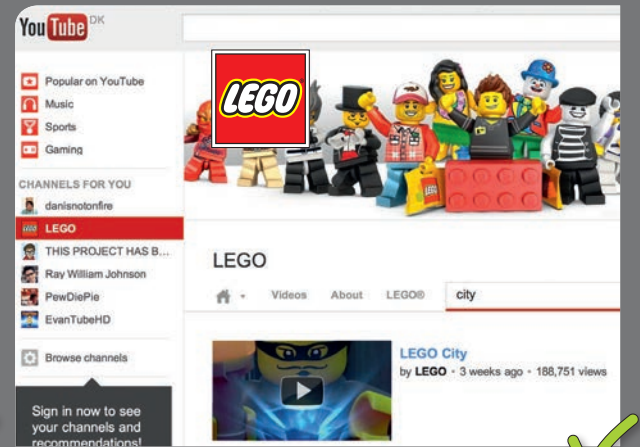 YouTube DK
Popular on YouTube
Music
Sports
Gaming
CHANNELS FOR YOU
danisnotonfire
LEGO
THIS PROJECT HAS B...
Ray William Johnson
PewDiePie
EvanTubeHD
Browse channels
Sign in now to see
your channels and
recommendations!
LEGO
LEGO
LEGO
Videos About LEGO® city
LEGO City
by LEGO · 3 weeks ago · 188,751 views